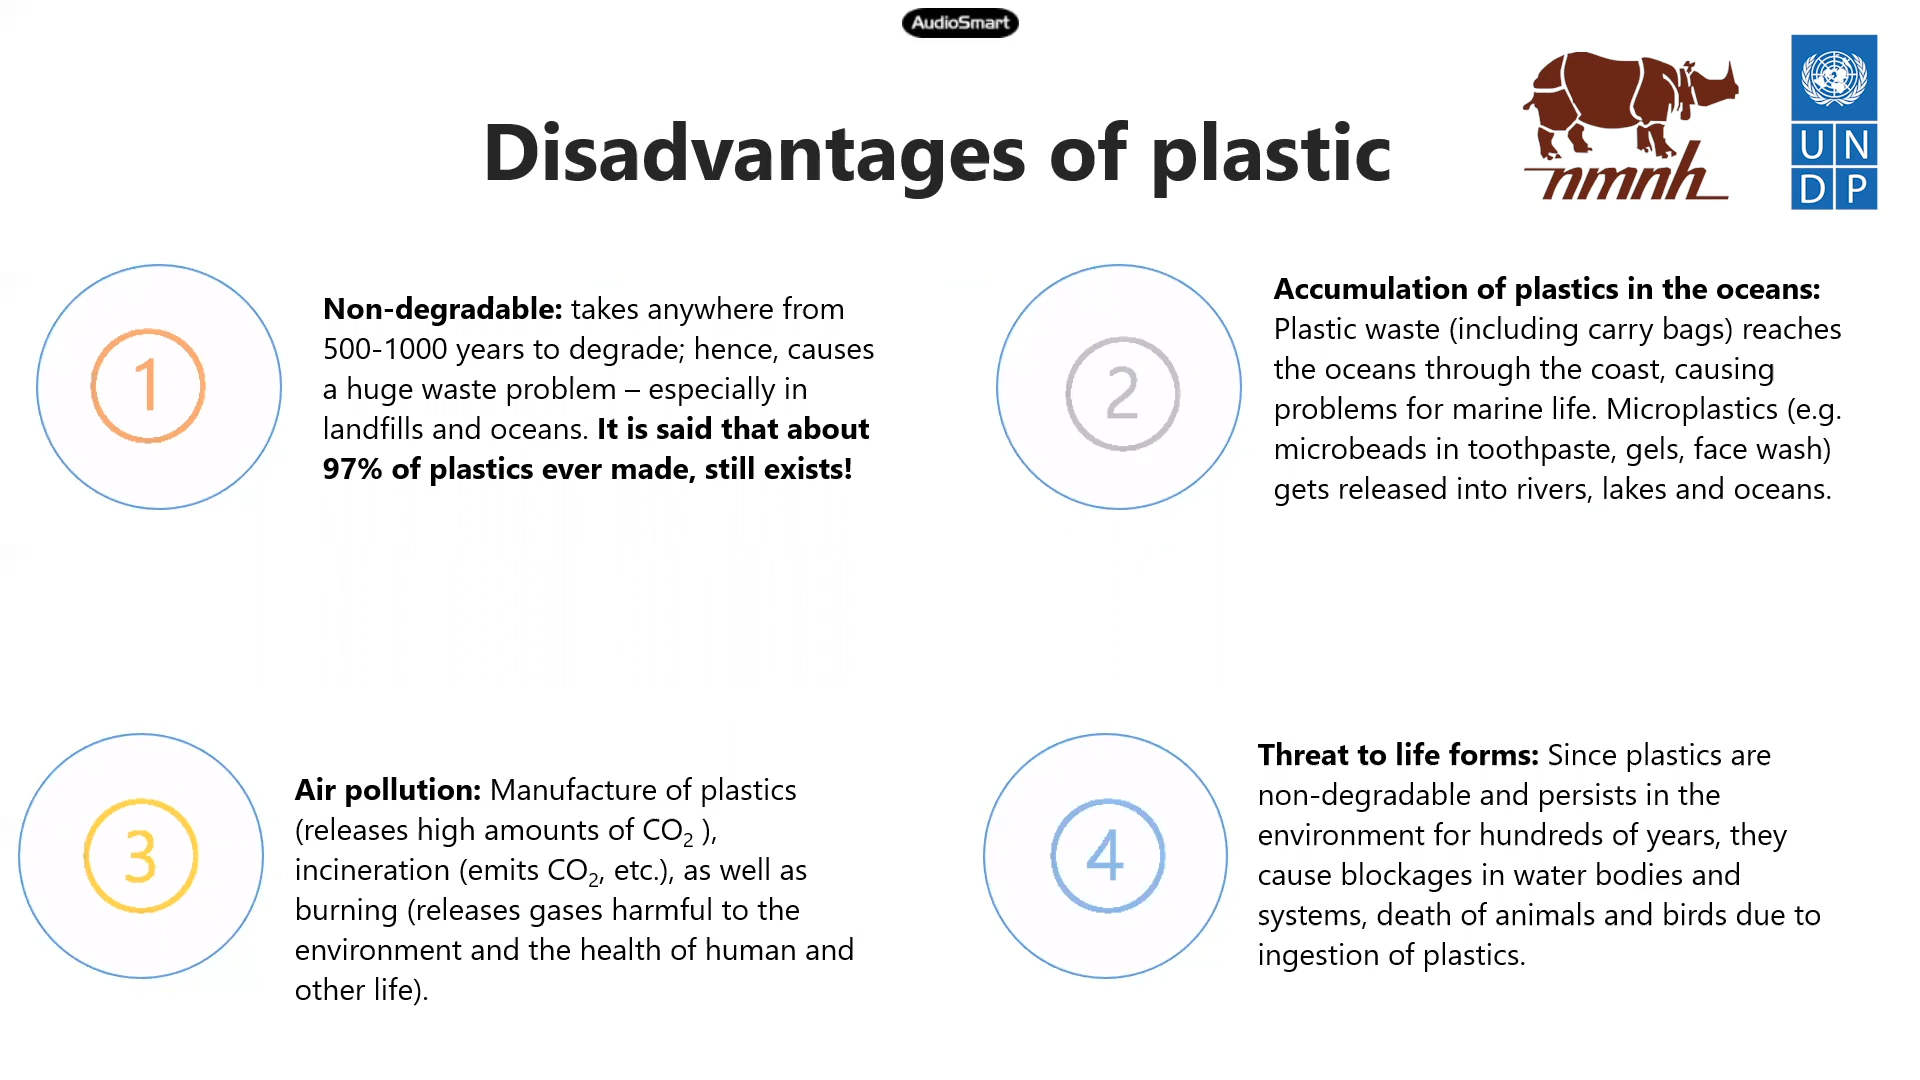 AudioSmart
nmnh
U N
D P
Disadvantages of plastic
1
Non-degradable: takes anywhere from
500-1000 years to degrade; hence, causes
a huge waste problem – especially in
landfills and oceans. It is said that about
97% of plastics ever made, still exists!
2
Accumulation of plastics in the oceans:
Plastic waste (including carry bags) reaches
the oceans through the coast, causing
problems for marine life. Microplastics (e.g.
microbeads in toothpaste, gels, face wash)
gets released into rivers, lakes and oceans.
3
Air pollution: Manufacture of plastics
(releases high amounts of CO₂ ),
incineration (emits CO₂, etc.), as well as
burning (releases gases harmful to the
environment and the health of human and
other life).
4
Threat to life forms: Since plastics are
non-degradable and persists in the
environment for hundreds of years, they
cause blockages in water bodies and
systems, death of animals and birds due to
ingestion of plastics.